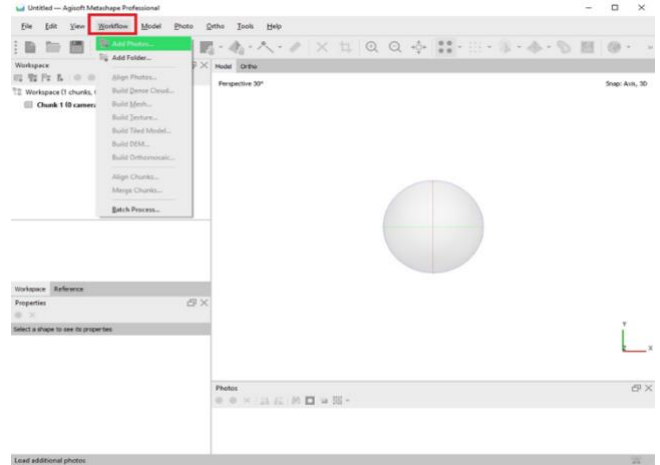 Untitled — Agisoft Metashape Professional
File Edit View Workflow Model Photo Ortho Tools Help
Add Photos...
Add Folder...
Align Photos...
Build Dense Cloud...
Build Mesh...
Build Texture...
Build Tiled Model...
Build DEM...
Build Orthomosaic...
Align Chunks...
Merge Chunks...
Batch Process...
Workspace
Workspace (1 chunks,
Chunk 1 (0 camera
Model Ortho
Perspective 30°
Snap: Axis, 3D
Y
Z X
Workspace Reference
Properties
Select a shape to see its properties
Photos
Load additional photos